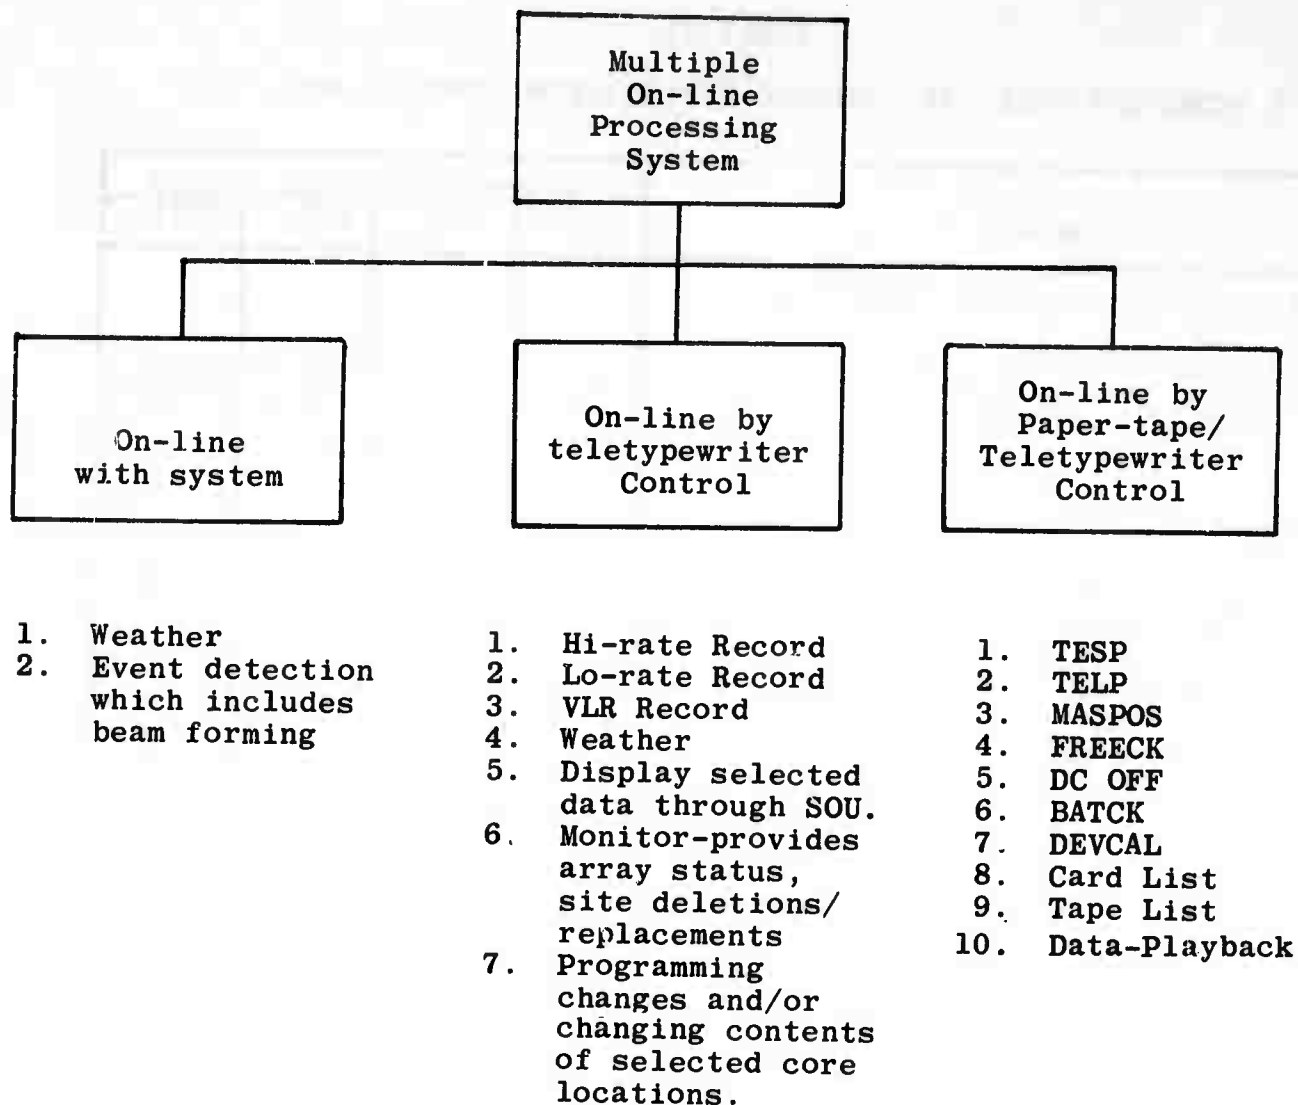 Multiple
On-line
Processing
System
On-line
with system
On-line by
teletypewriter
Control
On-line by
Paper-tape/
Teletypewriter
Control
1. Weather
2. Event detection
which includes
beam forming
1. Hi-rate Record
2. Lo-rate Record
3. VLR Record
4. Weather
5. Display selected
data through SOU.
6. Monitor-provides
array status,
site deletions/
replacements
7. Programming
changes and/or
changing contents
of selected core
locations.
1. TESP
2. TELP
3. MASPOS
4. FREECK
5. DC OFF
6. BATCK
7. DEVCAL
8. Card List
9. Tape List
10. Data-Playback